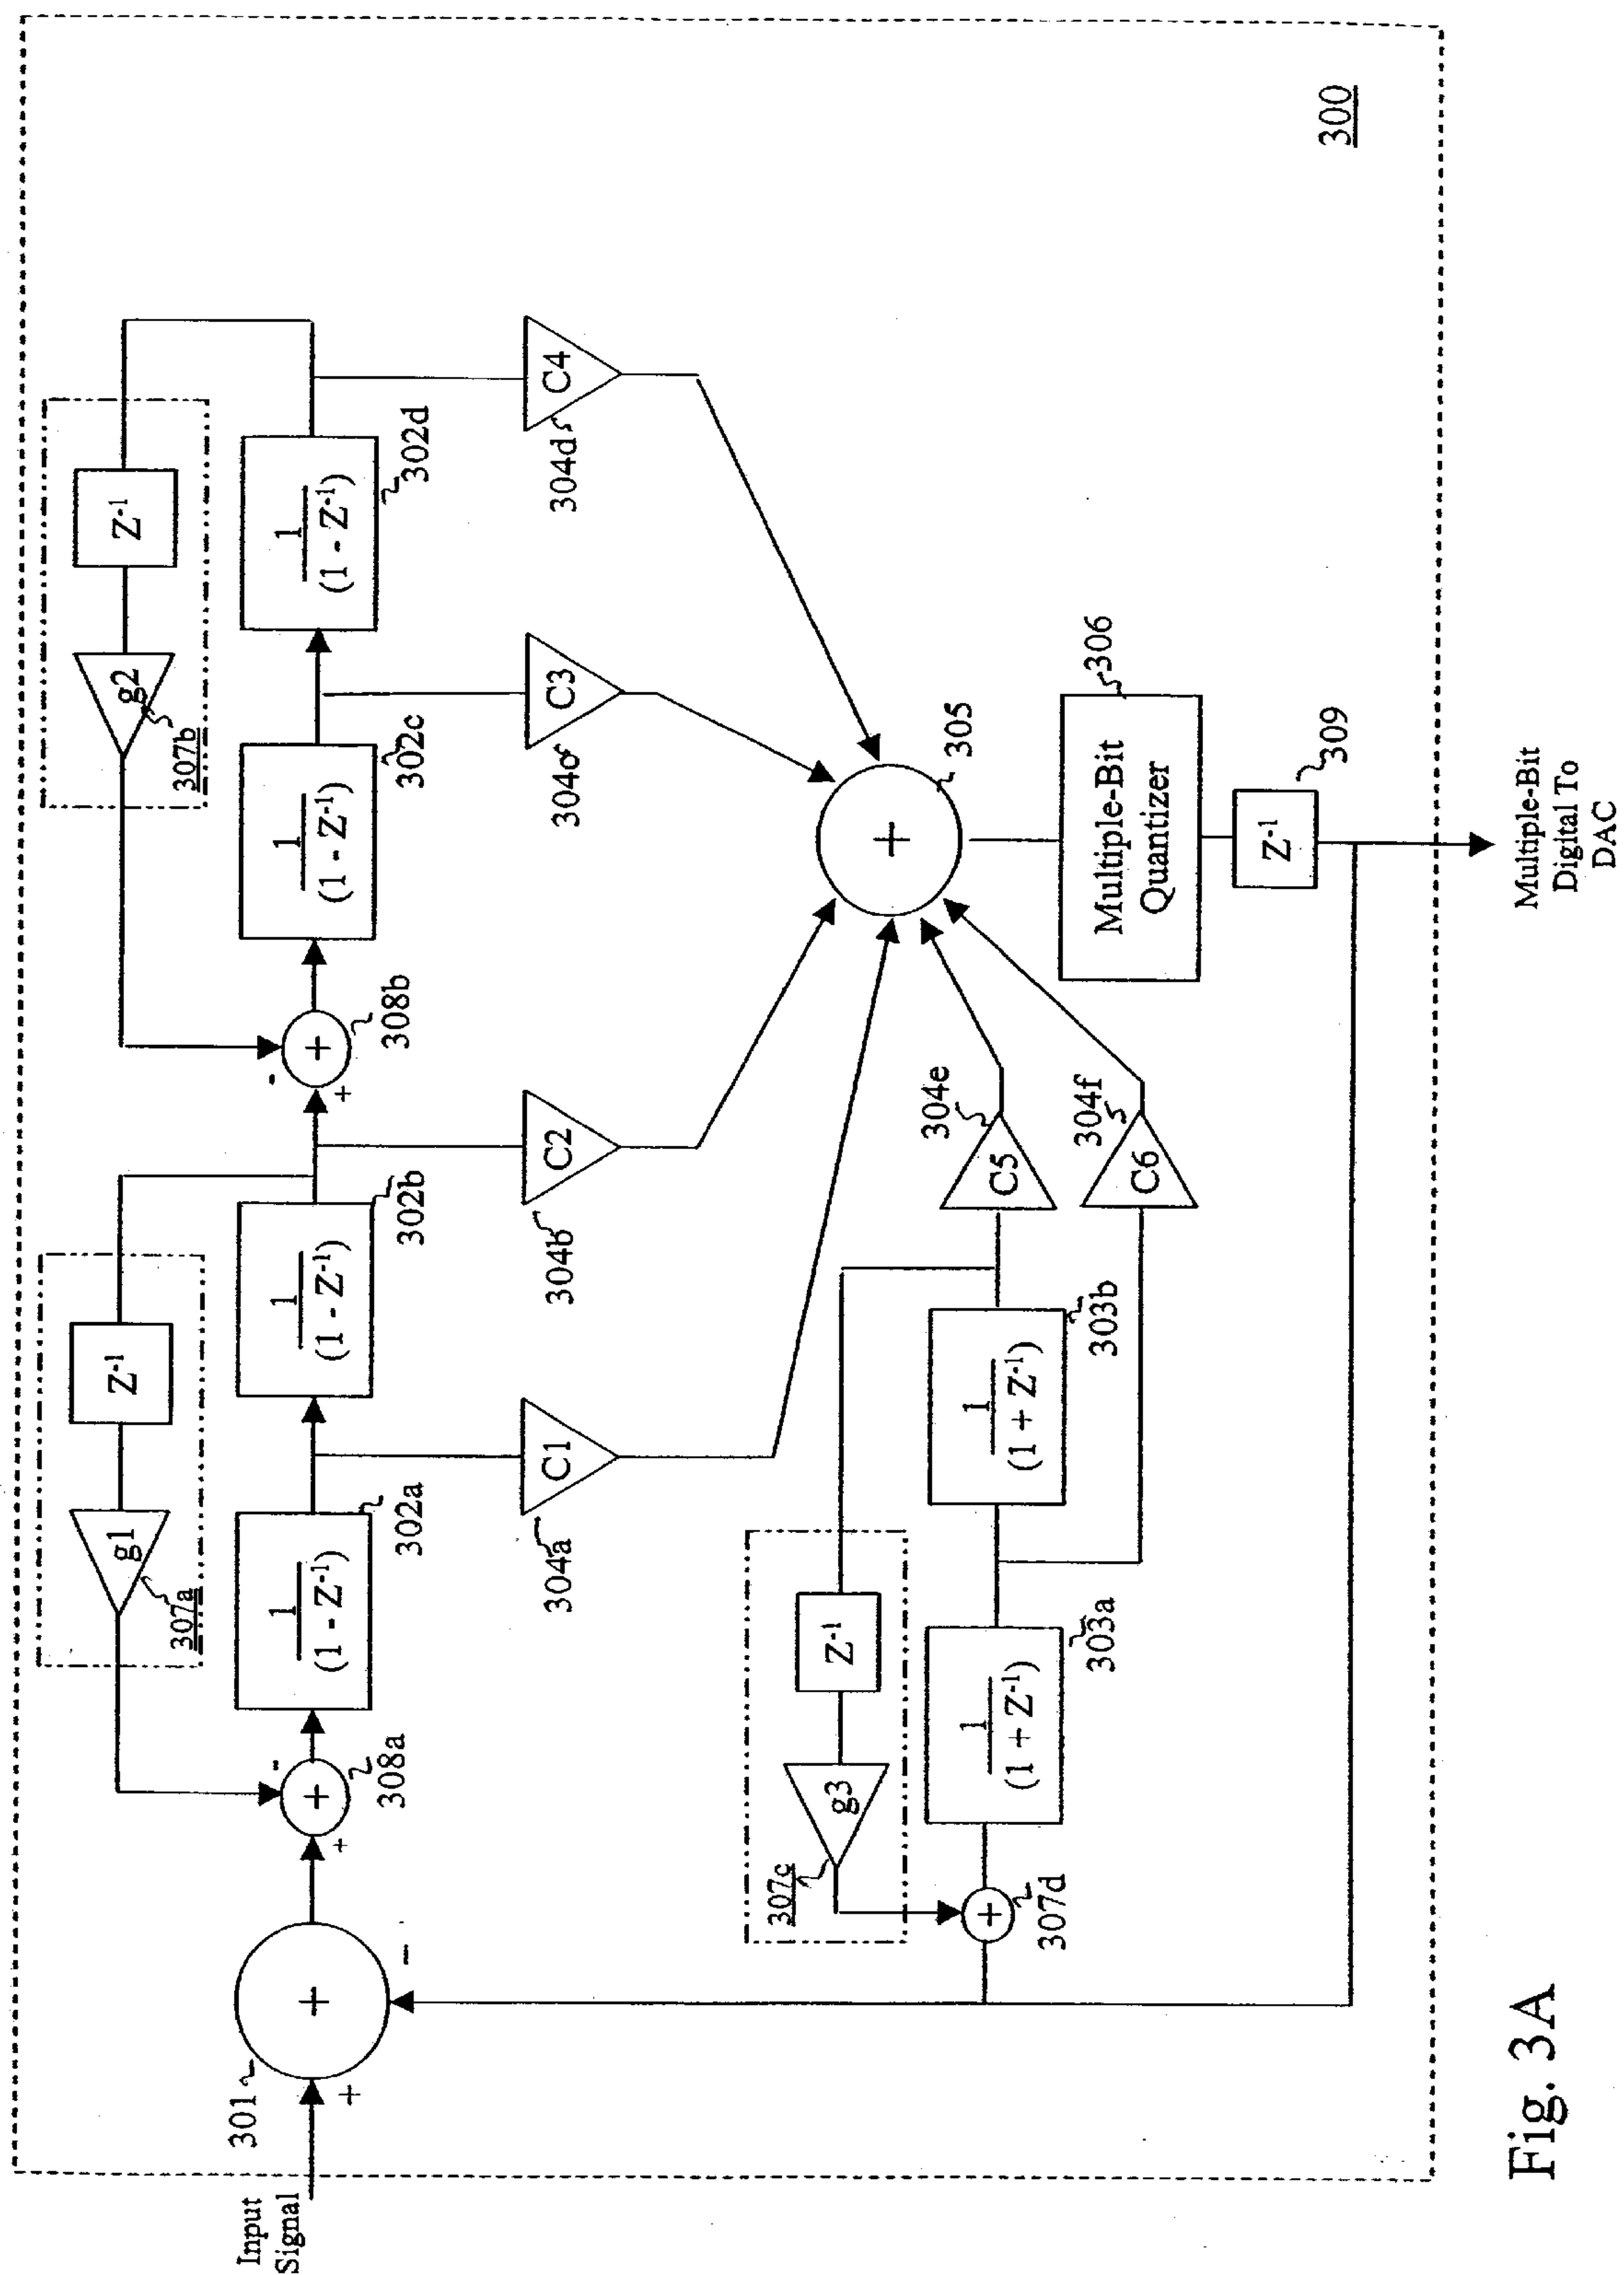 300
Z⁻¹
g1
307a
Z⁻¹
g2
307b
Input
Signal
301
+
+
-
+
-
+
308a
1
(1 - Z⁻¹)
302a
1
(1 - Z⁻¹)
302b
+
-
+
308b
1
(1 - Z⁻¹)
302c
1
(1 - Z⁻¹)
302d
C1
304a
C2
304b
C3
304c
C4
304d
+
305
g3
Z⁻¹
307c
+
307d
1
(1 + Z⁻¹)
303a
1
(1 + Z⁻¹)
303b
C5
304e
C6
304f
Multiple-Bit
Quantizer
306
Z⁻¹
309
Multiple-Bit
Digital To
DAC
Fig. 3A